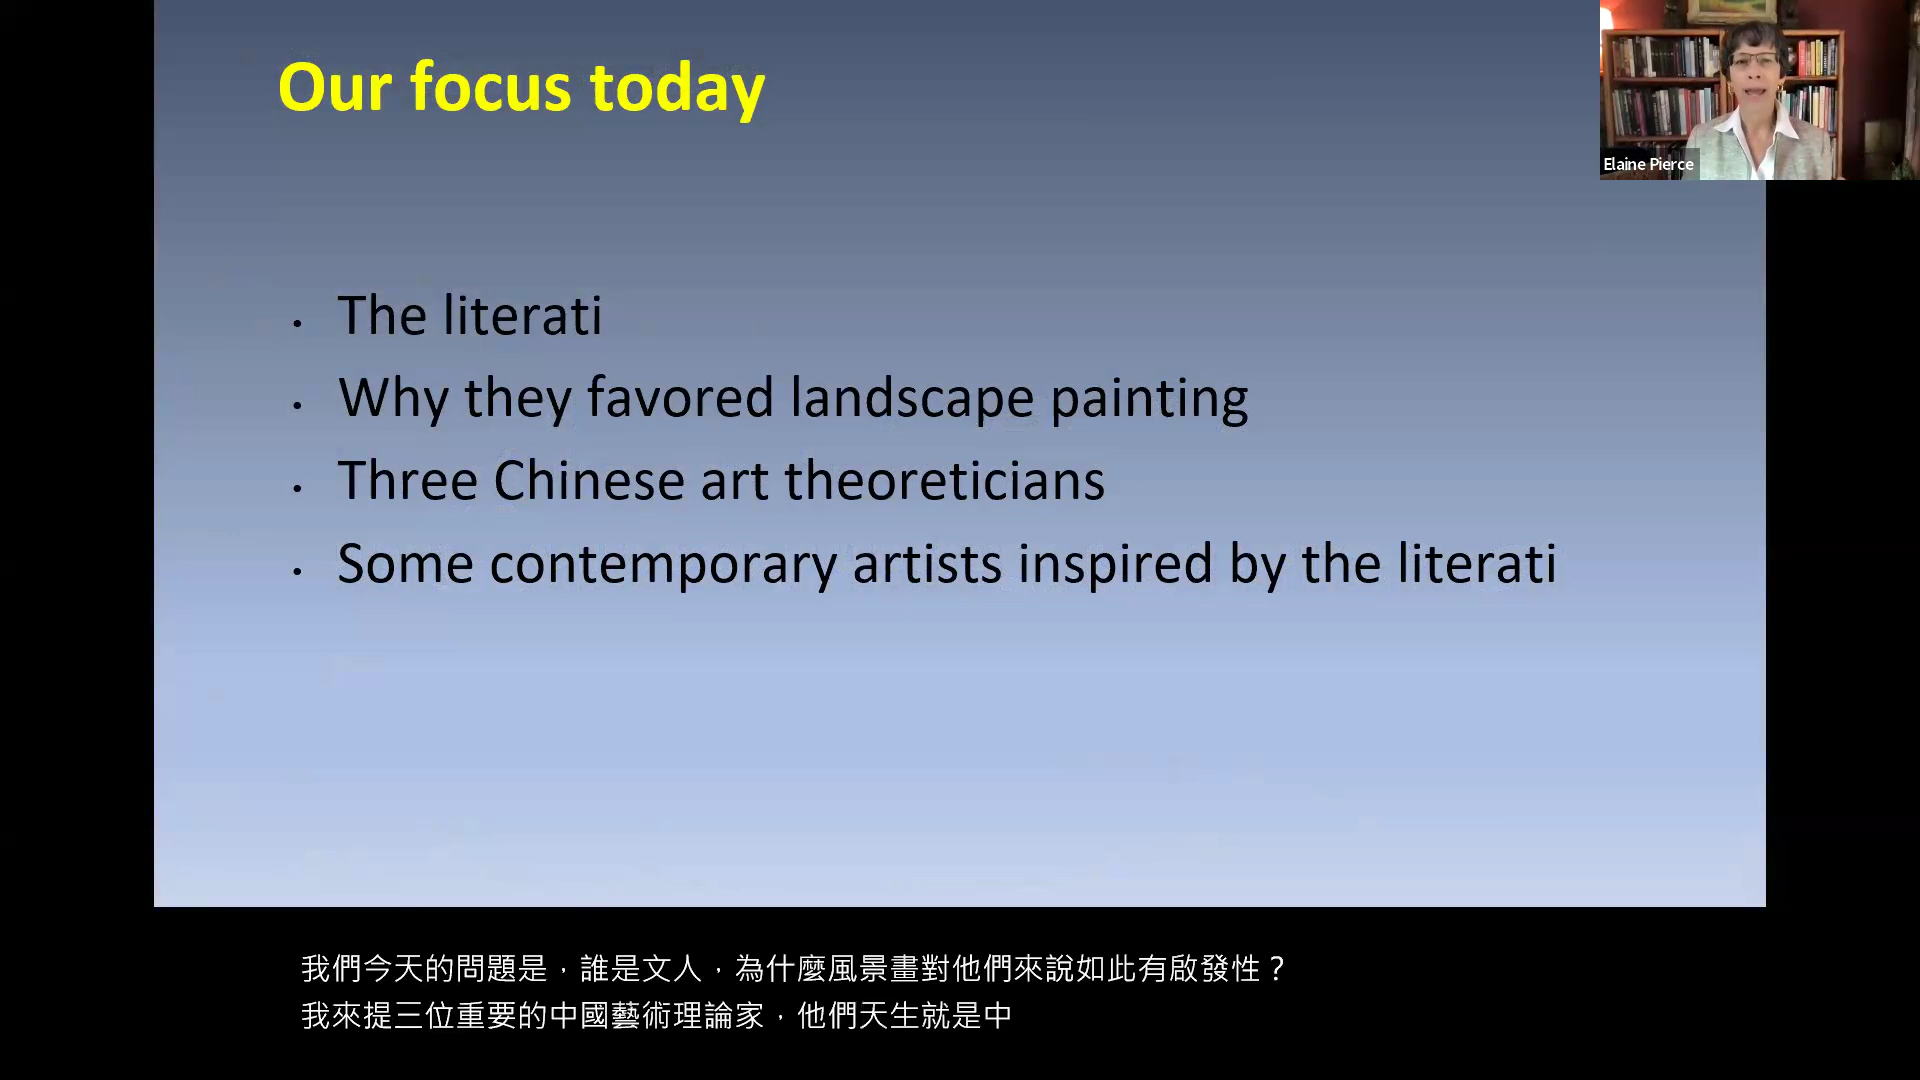 Our focus today
Elaine Pierce
• The literati
• Why they favored landscape painting
• Three Chinese art theoreticians
• Some contemporary artists inspired by the literati
我們今天的問題是，誰是文人，為什麼風景畫對他們來說如此有啟發性？
我來提三位重要的中國藝術理論家，他們天生就是中